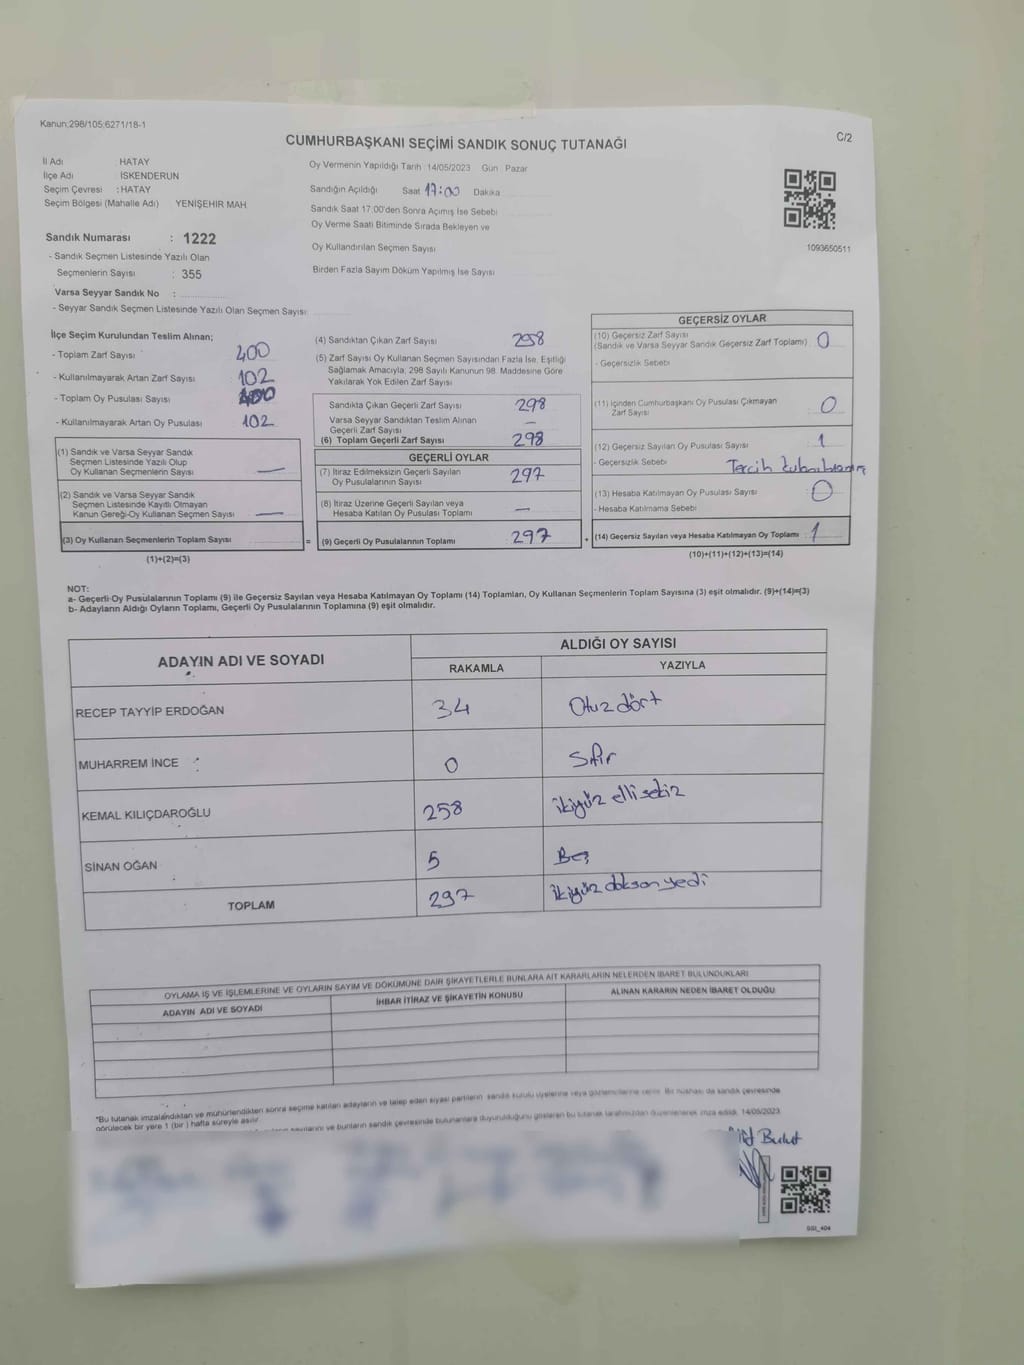 Kanun:298/105;6271/18-1
C/2
CUMHURBAŞKANI SEÇİMİ SANDIK SONUÇ TUTANAĞI
İl Adı HATAY
İlçe Adı İSKENDERUN
Seçim Çevresi : HATAY
Seçim Bölgesi (Mahalle Adı) YENİŞEHİR MAH.
Sandık Numarası : 1222
- Sandık Seçmen Listesinde Yazılı Olan
Seçmenlerin Sayısı : 355
Varsa Seyyar Sandık No :
- Seyyar Sandık Seçmen Listesinde Yazılı Olan Seçmen Sayısı
Oy Vermenin Yapıldığı Tarih 14/05/2023 Gün Pazar
Sandığın Açıldığı Saat 17:00 Dakika
Sandık Saat 17:00'den Sonra Açımış İse Sebebi
Oy Verme Saati Bitiminde Sırada Bekleyen ve
Oy Kullandırılan Seçmen Sayısı
Birden Fazla Sayım Döküm Yapılmış İse Sayısı
1093650511
İlçe Seçim Kurulundan Teslim Alınan;
- Toplam Zarf Sayısı 400
- Kullanılmayarak Artan Zarf Sayısı 102
- Toplam Oy Pusulası Sayısı 400
- Kullanılmayarak Artan Oy Pusulası 102
(1) Sandık ve Varsa Seyyar Sandık
Seçmen Listesinde Yazılı Olup
Oy Kullanan Seçmenlerin Sayısı —
(2) Sandık ve Varsa Seyyar Sandık
Seçmen Listesinde Kayıtlı Olmayan
Kanun Gereği Oy Kullanan Seçmen Sayısı —
(3) Oy Kullanan Seçmenlerin Toplam Sayısı
(1)+(2)=(3)
=
(4) Sandıktan Çıkan Zarf Sayısı 298
(5) Zarf Sayısı Oy Kullanan Seçmen Sayısından Fazla İse, Eşitliği
Sağlamak Amacıyla, 298 Sayılı Kanunun 98. Maddesine Göre
Yakılarak Yok Edilen Zarf Sayısı
Sandıkta Çıkan Geçerli Zarf Sayısı 298
Varsa Seyyar Sandıktan Teslim Alınan
Geçerli Zarf Sayısı —
(6) Toplam Geçerli Zarf Sayısı 298
GEÇERLİ OYLAR
(7) İtiraz Edilmeksizin Geçerli Sayılan
Oy Pusulalarının Sayısı 297
(8) İtiraz Üzerine Geçerli Sayılan veya
Hesaba Katılan Oy Pusulası Toplamı —
(9) Geçerli Oy Pusulalarının Toplamı 297
+
GEÇERSİZ OYLAR
(10) Geçersiz Zarf Sayısı
(Sandık ve Varsa Seyyar Sandık Geçersiz Zarf Toplamı) 0
- Geçersizlik Sebebi
(11) İçinden Cumhurbaşkanı Oy Pusulası Çıkmayan
Zarf Sayısı 0
(12) Geçersiz Sayılan Oy Pusulası Sayısı 1
- Geçersizlik Sebebi Tercih
(13) Hesaba Katılmayan Oy Pusulası Sayısı 0
- Hesaba Katılmama Sebebi
(14) Geçersiz Sayılan veya Hesaba Katılmayan Oy Toplamı 1
(10)+(11)+(12)+(13)=(14)
NOT:
a- Geçerli Oy Pusulalarının Toplamı (9) ile Geçersiz Sayılan veya Hesaba Katılmayan Oy Toplamı (14) Toplamları, Oy Kullanan Seçmenlerin Toplam Sayısına (3) eşit olmalıdır. (9)+(14)=(3)
b- Adayların Aldığı Oyların Toplamı, Geçerli Oy Pusulalarının Toplamına (9) eşit olmalıdır.
ADAYIN ADI VE SOYADI
ALDIĞI OY SAYISI
RAKAMLA YAZIYLA
RECEP TAYYİP ERDOĞAN 34 Otuzdört
MUHARREM İNCE 0 Sıfır
KEMAL KILIÇDAROĞLU 258 ikiyüz ellisekiz
SİNAN OĞAN 5 Beş
TOPLAM 297 ikiyüz doksan yedi
OYLAMA İŞ VE İŞLEMLERİNE VE OYLARIN SAYIM VE DÖKÜMÜNE DAİR ŞİKAYETLERLE BUNLARA AİT KARARLARIN NELERDEN İBARET BULUNDUKLARI
ADAYIN ADI VE SOYADI İHBAR İTİRAZ VE ŞİKAYETİN KONUSU ALINAN KARARIN NEDEN İBARET OLDUĞU
*Bu tutanak imzalandıktan ve mühürlendikten sonra seçime katılan adayların ve talep eden siyasi partilerin sandık kurulu üyelerine veya gözlemcilerine verilir. Bir nüshası da sandık çevresinde
görülecek bir yere 1 (bir) hafta süreyle asılır.
ve bunların sandık çevresinde bulunanlara duyurulduğunu gösteren bu tutanak tarafımızdan düzenlenerek imza edildi. 14/05/2023
Bulut